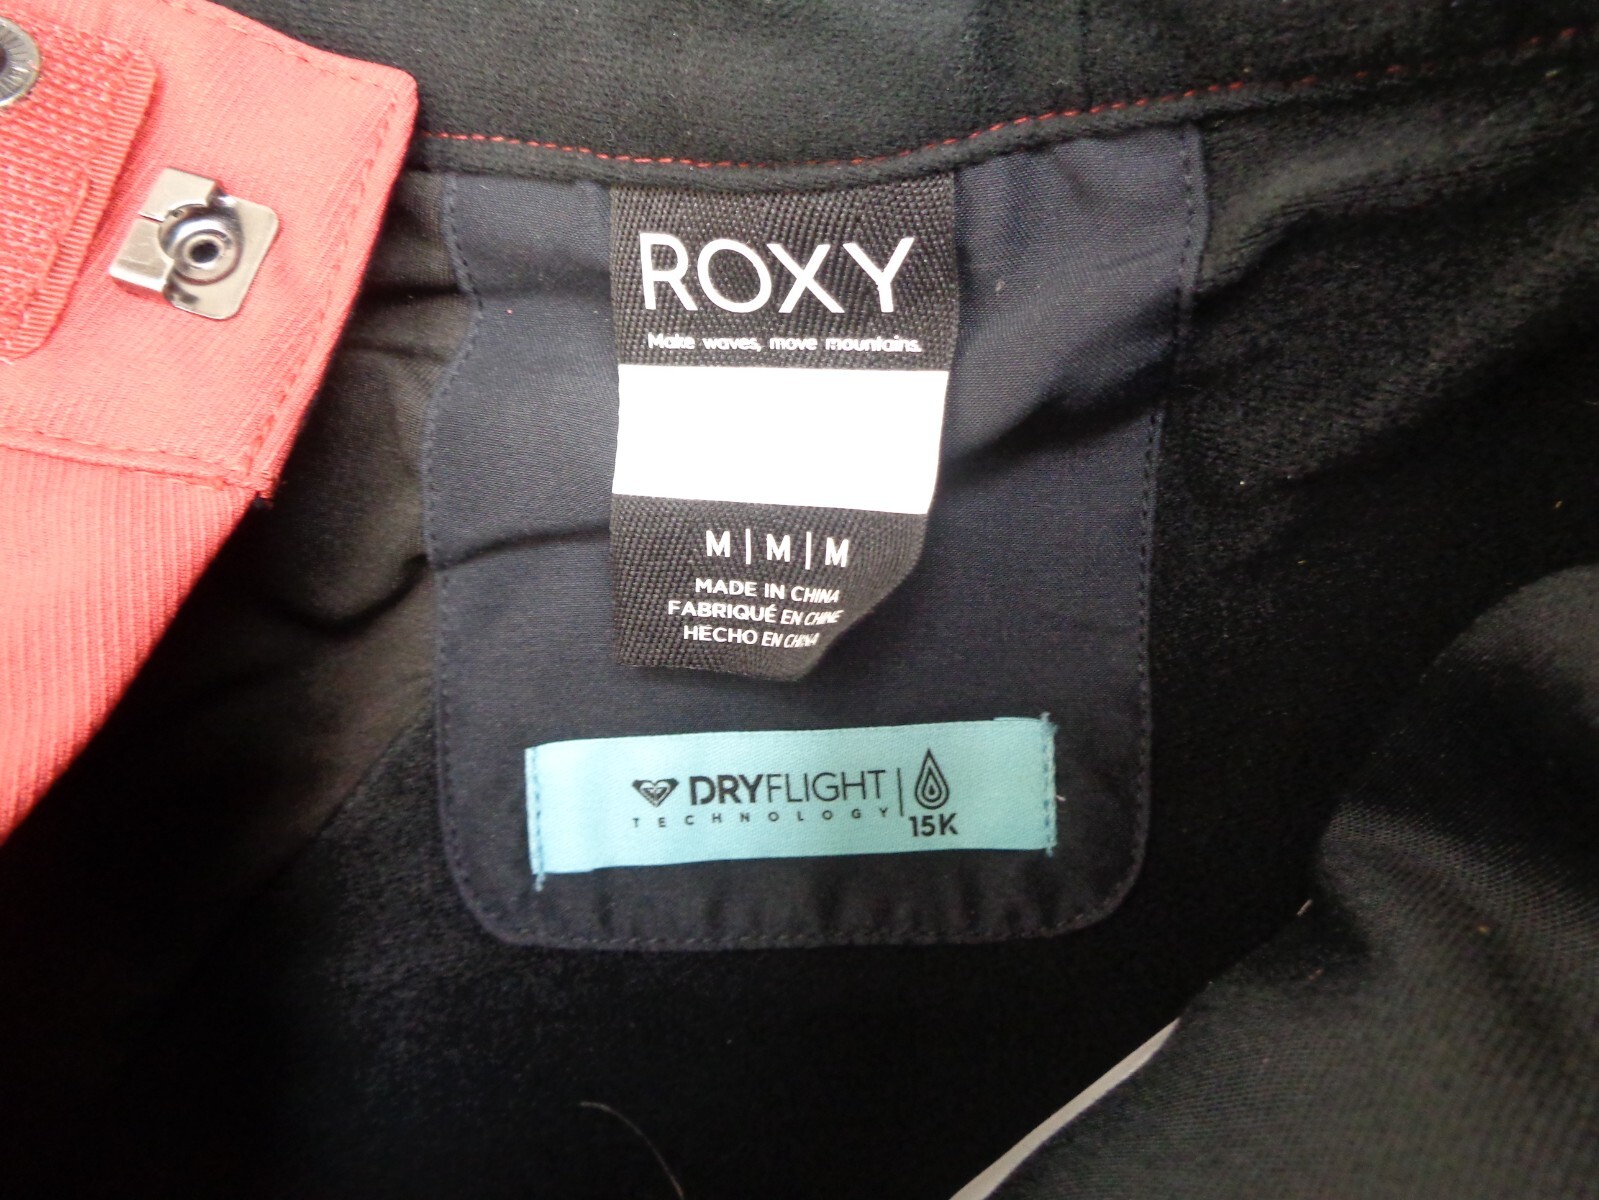 ROXY
Make waves, move mountains.
M | M | M
MADE IN CHINA
FABRIQUÉ EN CHINE
HECHO EN CHINA
DRYFLIGHT
TECHNOLOGY
15K